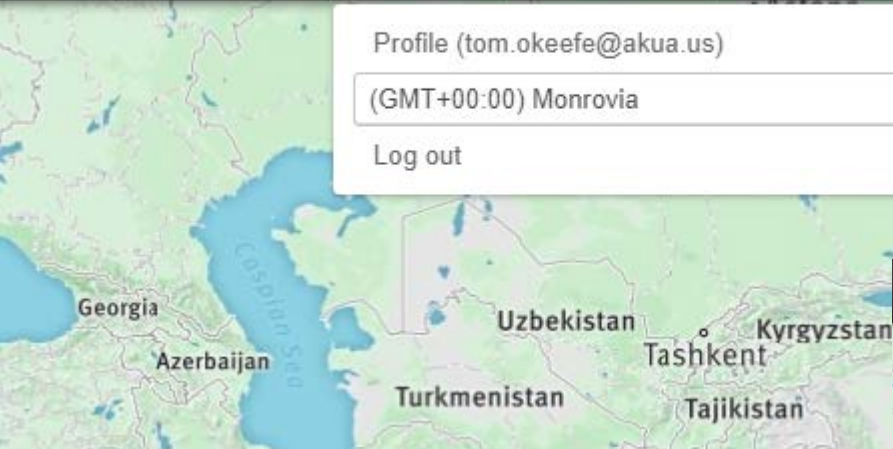 Profile (tom.okeefe@akua.us)
(GMT+00:00) Monrovia
Log out
Caspian Sea
Georgia
Uzbekistan
Kyrgyzstan
Tashkent
Azerbaijan
Turkmenistan
Tajikistan